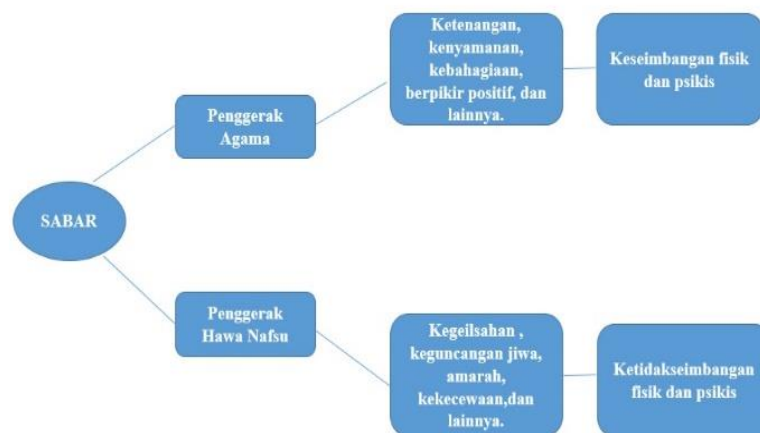 Ketenangan,
kenyamanan,
kebahagiaan,
berpikir positif, dan
lainnya.
Keseimbangan fisik
dan psikis
Penggerak
Agama
SABAR
Penggerak
Hawa Nafsu
Kegeilsahan ,
keguncangan jiwa,
amarah,
kekecewaan,dan
lainnya.
Ketidakseimbangan
fisik dan psikis